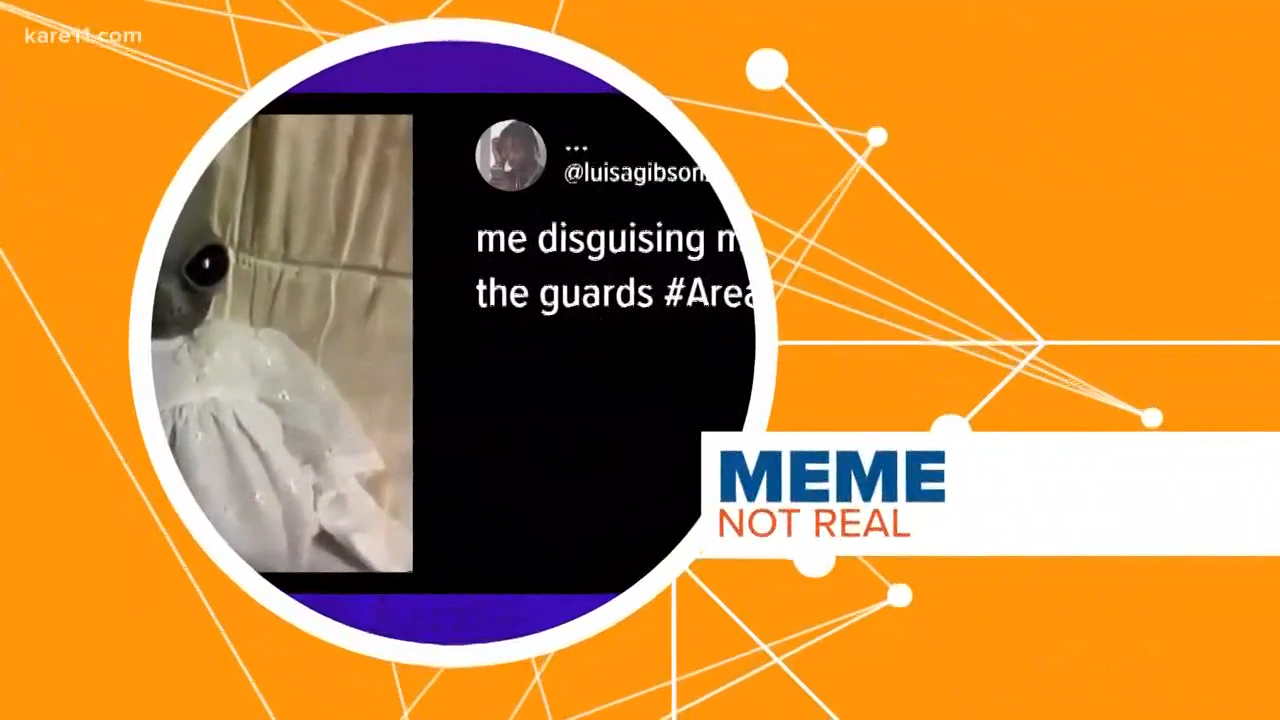 kare11.com
...
@luisagibson
me disguising
the guards #Area
MEME
NOT REAL